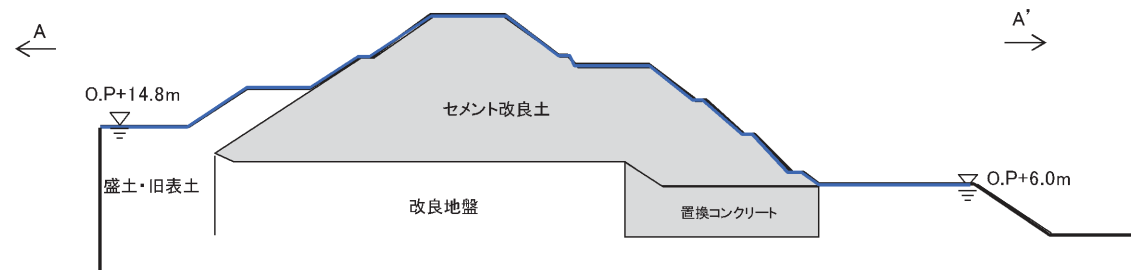 A
A'
O.P+14.8m
セメント改良土
盛土・旧表土
O.P+6.0m
改良地盤
置換コンクリート